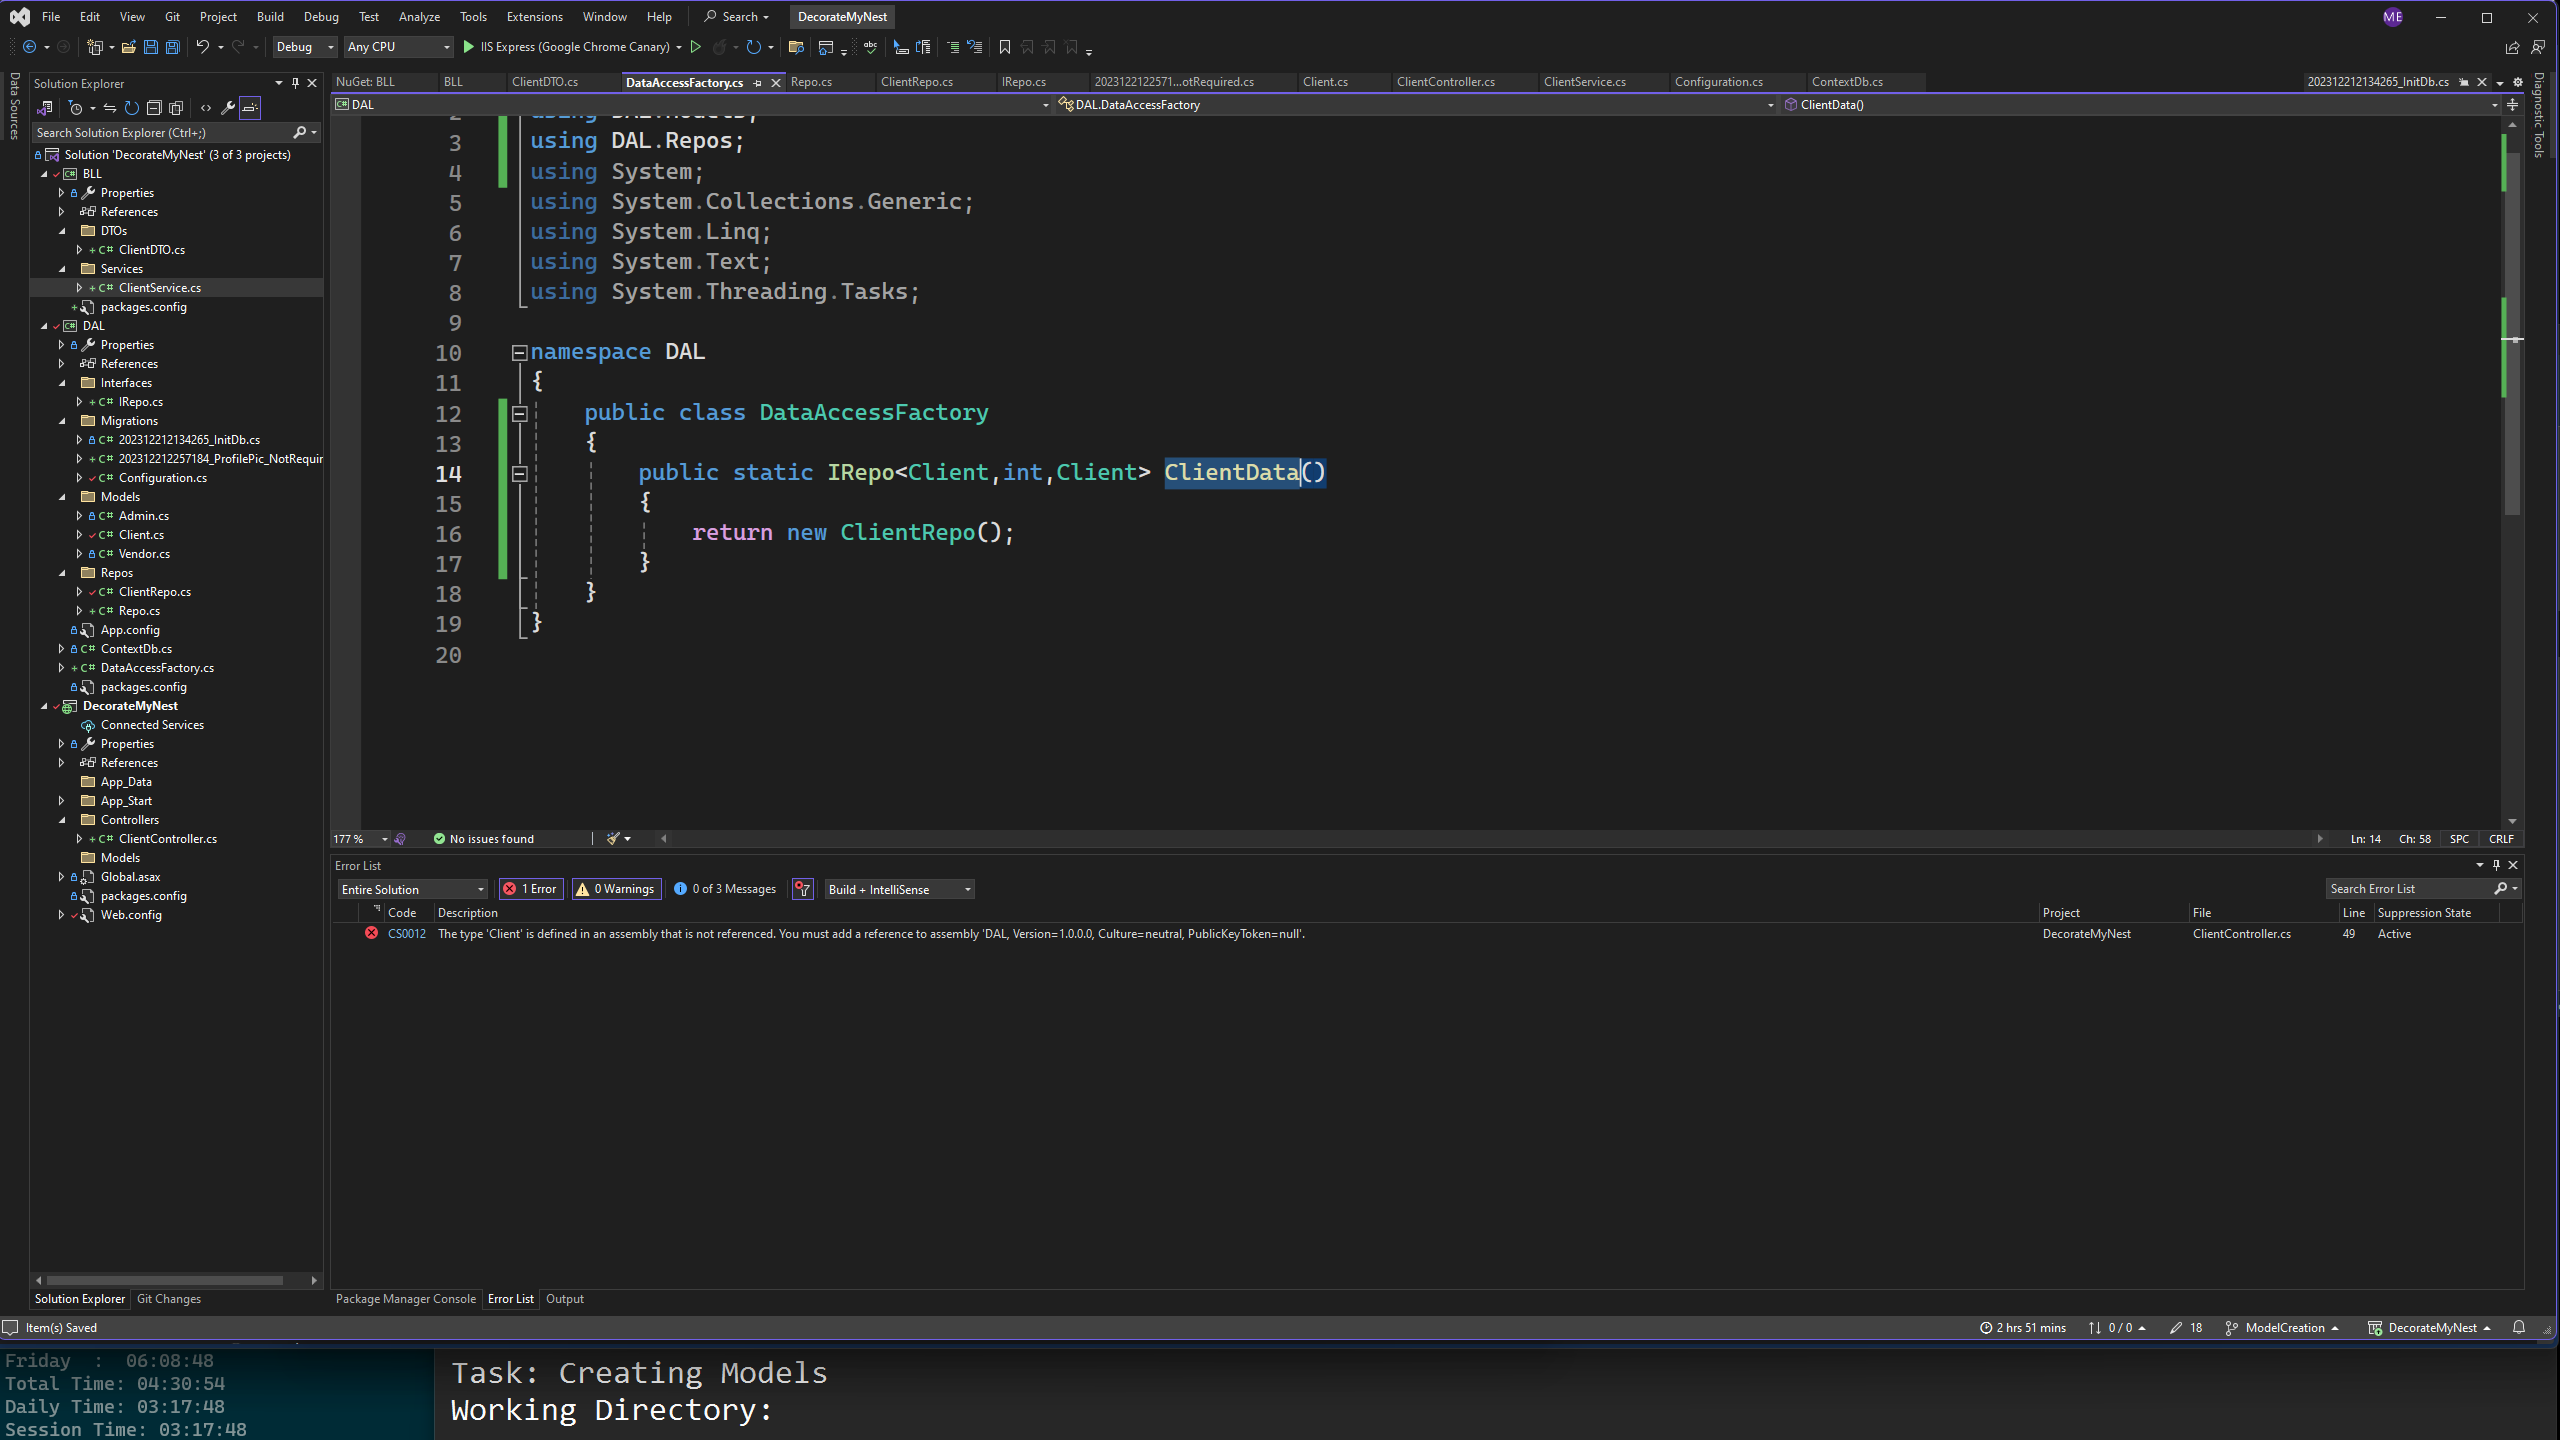 File Edit View Git Project Build Debug Test Analyze Tools Extensions Window Help Search DecorateMyNest ME
Debug Any CPU IIS Express (Google Chrome Canary)
Data Sources
Solution Explorer
Search Solution Explorer (Ctrl+;)
Solution 'DecorateMyNest' (3 of 3 projects)
BLL
Properties
References
DTOs
C# ClientDTO.cs
Services
C# ClientService.cs
packages.config
DAL
Properties
References
Interfaces
C# IRepo.cs
Migrations
C# 202312212134265_InitDb.cs
C# 202312212257184_ProfilePic_NotRequir
C# Configuration.cs
Models
C# Admin.cs
C# Client.cs
C# Vendor.cs
Repos
C# ClientRepo.cs
C# Repo.cs
App.config
C# ContextDb.cs
C# DataAccessFactory.cs
packages.config
DecorateMyNest
Connected Services
Properties
References
App_Data
App_Start
Controllers
C# ClientController.cs
Models
Global.asax
packages.config
Web.config
Solution Explorer Git Changes
NuGet: BLL BLL ClientDTO.cs DataAccessFactory.cs Repo.cs ClientRepo.cs IRepo.cs 2023122122571...otRequired.cs Client.cs ClientController.cs ClientService.cs Configuration.cs ContextDb.cs 202312212134265_InitDb.cs
DAL DAL.DataAccessFactory ClientData()
Diagnostic Tools
2 using DAL.Models;
3 using DAL.Repos;
4 using System;
5 using System.Collections.Generic;
6 using System.Linq;
7 using System.Text;
8 using System.Threading.Tasks;
9
10 namespace DAL
11 {
12 public class DataAccessFactory
13 {
14 public static IRepo<Client,int,Client> ClientData()
15 {
16 return new ClientRepo();
17 }
18 }
19 }
20
177 % No issues found Ln: 14 Ch: 58 SPC CRLF
Error List
Entire Solution 1 Error 0 Warnings 0 of 3 Messages Build + IntelliSense Search Error List
Code Description Project File Line Suppression State
CS0012 The type 'Client' is defined in an assembly that is not referenced. You must add a reference to assembly 'DAL, Version=1.0.0.0, Culture=neutral, PublicKeyToken=null'. DecorateMyNest ClientController.cs 49 Active
Package Manager Console Error List Output
Item(s) Saved 2 hrs 51 mins 0 / 0 18 ModelCreation DecorateMyNest
Friday : 06:08:48
Total Time: 04:30:54
Daily Time: 03:17:48
Session Time: 03:17:48
Task: Creating Models
Working Directory: